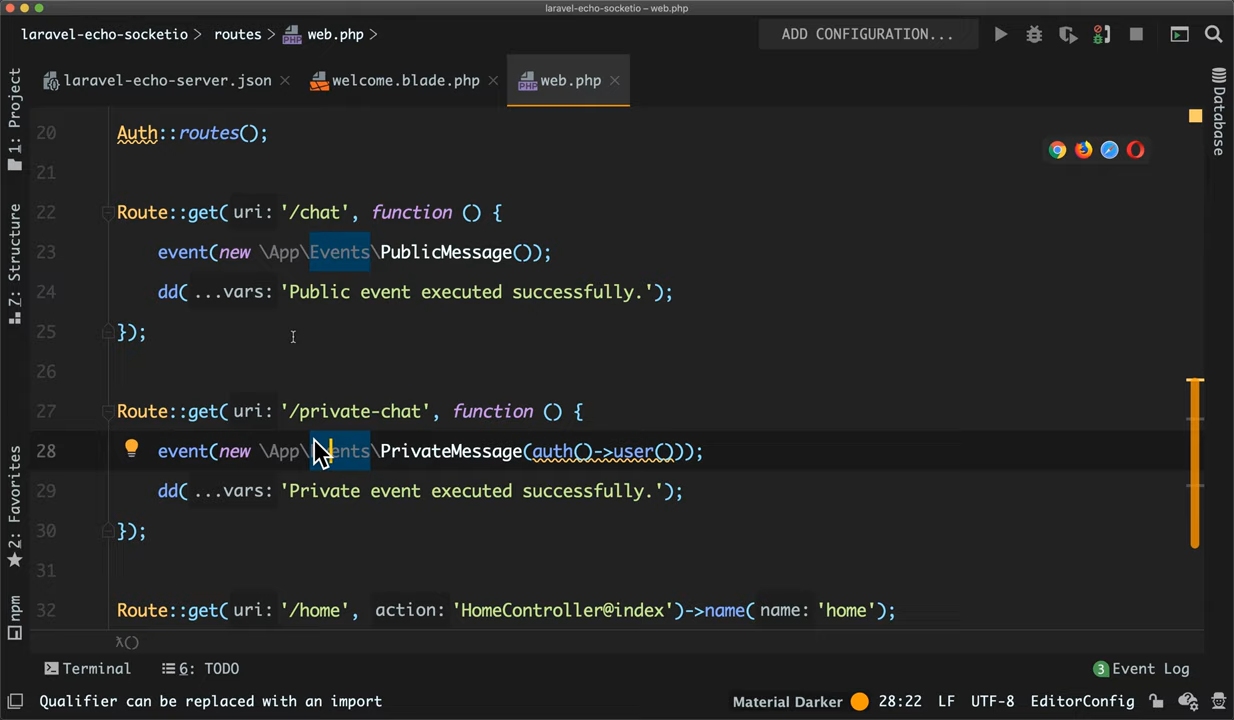 laravel-echo-socketio – web.php
laravel-echo-socketio > routes > web.php >
ADD CONFIGURATION...
1: Project
7: Structure
2: Favorites
npm
Database
laravel-echo-server.json
welcome.blade.php
web.php
20 Auth::routes();
21
22 Route::get( uri: '/chat', function () {
23 event(new \App\Events\PublicMessage());
24 dd( ...vars: 'Public event executed successfully.');
25 });
26
27 Route::get( uri: '/private-chat', function () {
28 event(new \App\Events\PrivateMessage(auth()->user()));
29 dd( ...vars: 'Private event executed successfully.');
30 });
31
32 Route::get( uri: '/home', action: 'HomeController@index')->name( name: 'home');
λ()
Terminal
6: TODO
3 Event Log
Qualifier can be replaced with an import
Material Darker 28:22 LF UTF-8 EditorConfig